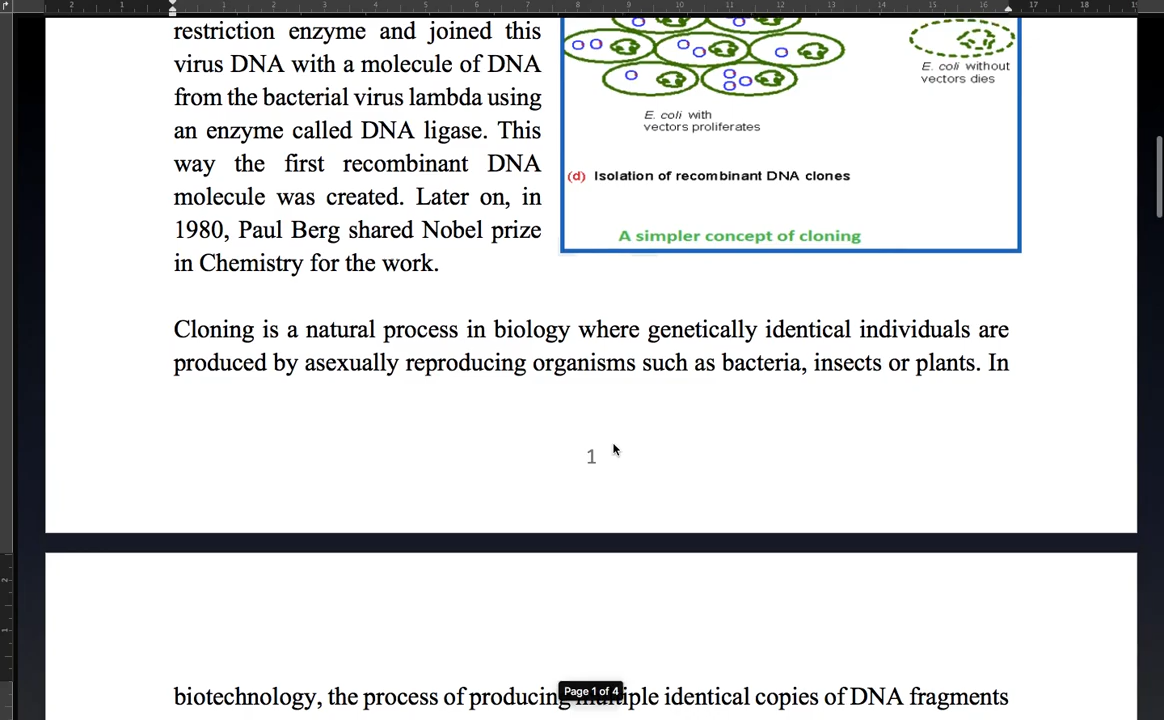 restriction enzyme and joined this
virus DNA with a molecule of DNA
from the bacterial virus lambda using
an enzyme called DNA ligase. This
way the first recombinant DNA
molecule was created. Later on, in
1980, Paul Berg shared Nobel prize
in Chemistry for the work.
E. coli without
vectors dies
E. coli with
vectors proliferates
(d) Isolation of recombinant DNA clones
A simpler concept of cloning
Cloning is a natural process in biology where genetically identical individuals are
produced by asexually reproducing organisms such as bacteria, insects or plants. In
1
biotechnology, the process of producing identical copies of DNA fragments
Page 1 of 4